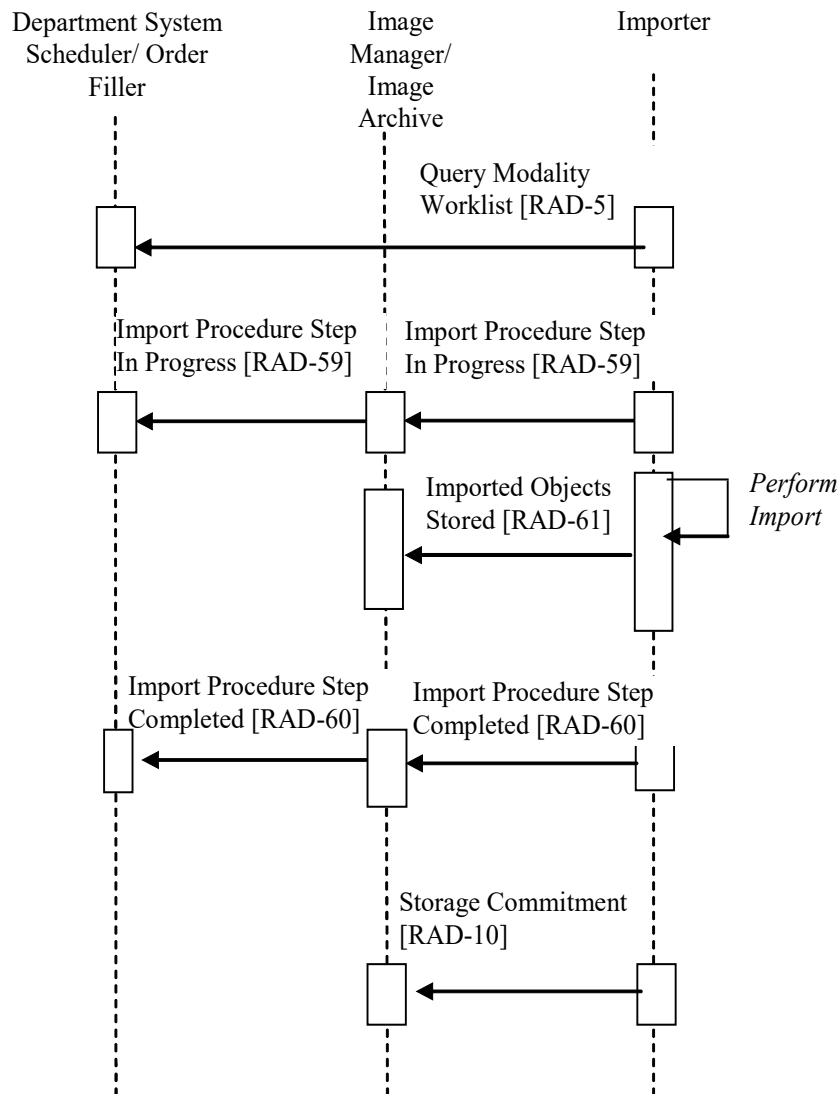 Department System
Scheduler/ Order
Filler
Image
Manager/
Image
Archive
Importer
Query Modality
Worklist [RAD-5]
Import Procedure Step
In Progress [RAD-59]
Import Procedure Step
In Progress [RAD-59]
Imported Objects
Stored [RAD-61]
Perform
Import
Import Procedure Step
Completed [RAD-60]
Import Procedure Step
Completed [RAD-60]
Storage Commitment
[RAD-10]